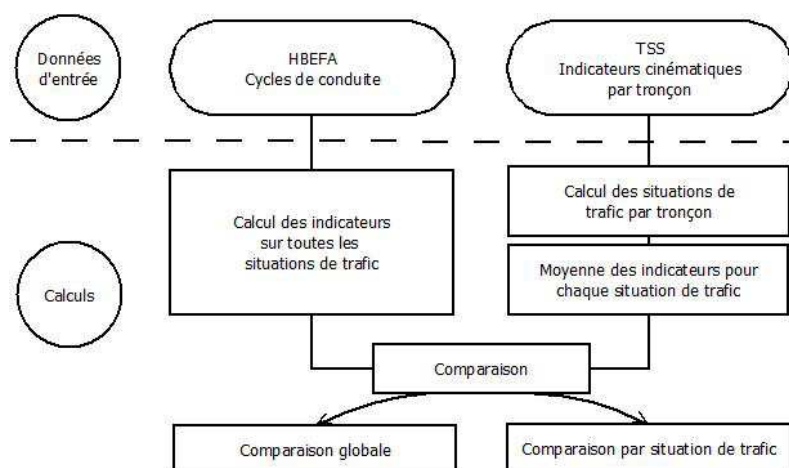 Données
d'entrée
HBEFA
Cycles de conduite
TSS
Indicateurs cinématiques
par tronçon
Calculs
Calcul des indicateurs
sur toutes les
situations de trafic
Calcul des situations de
trafic par tronçon
Moyenne des indicateurs pour
chaque situation de trafic
Comparaison
Comparaison globale
Comparaison par situation de trafic